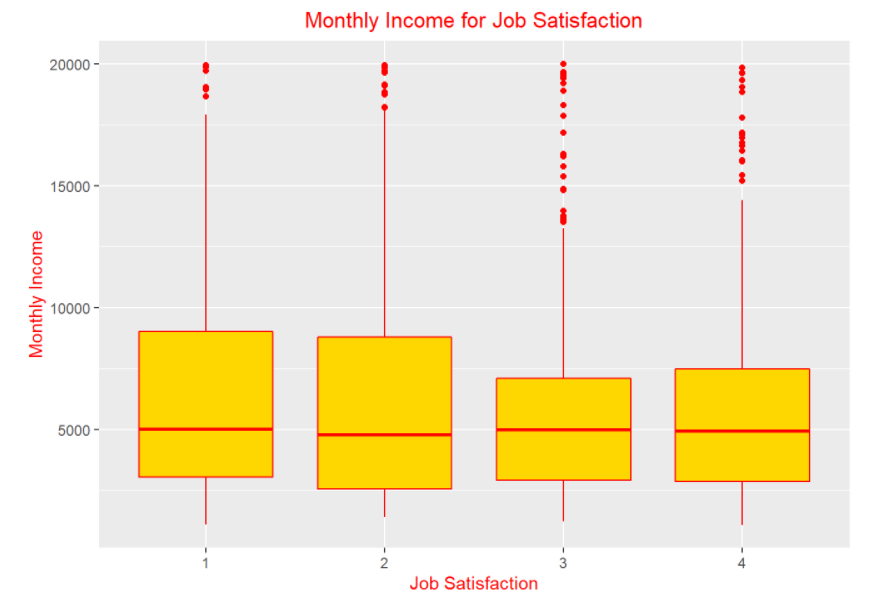 Monthly Income for Job Satisfaction
Monthly Income
20000
15000
10000
5000
1 2 3 4
Job Satisfaction